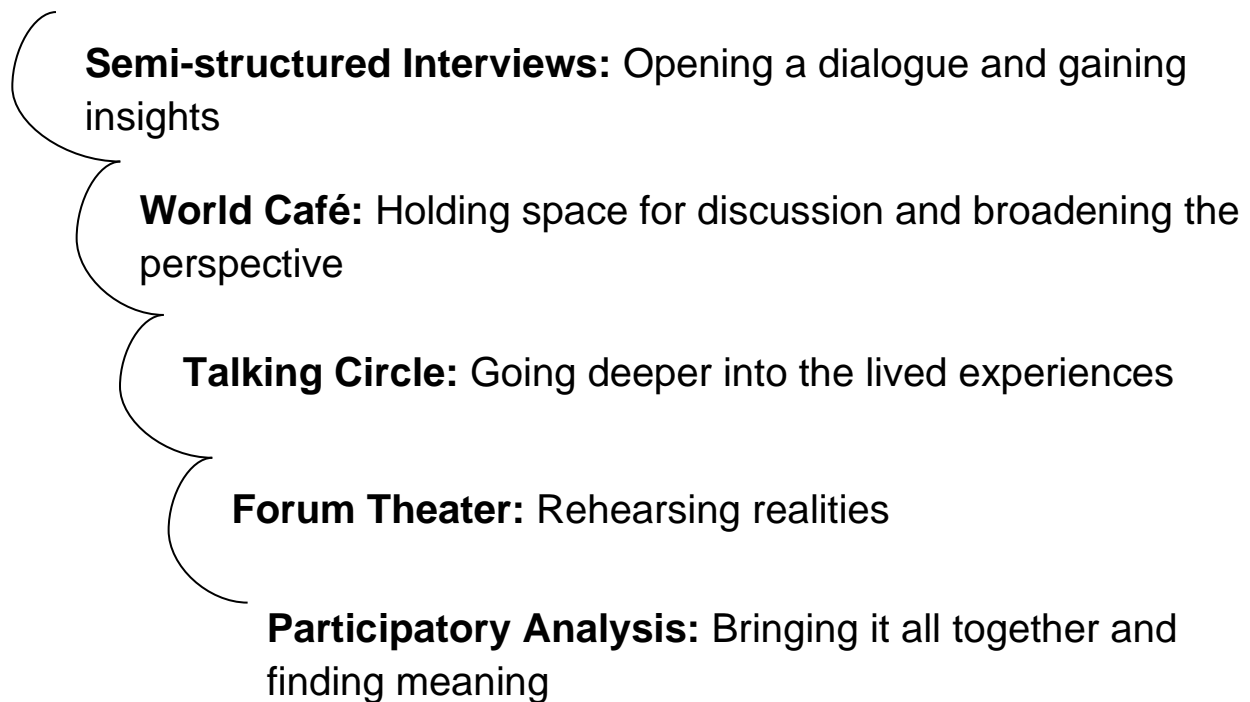 Semi-structured Interviews: Opening a dialogue and gaining
insights
World Café: Holding space for discussion and broadening the
perspective
Talking Circle: Going deeper into the lived experiences
Forum Theater: Rehearsing realities
Participatory Analysis: Bringing it all together and
finding meaning